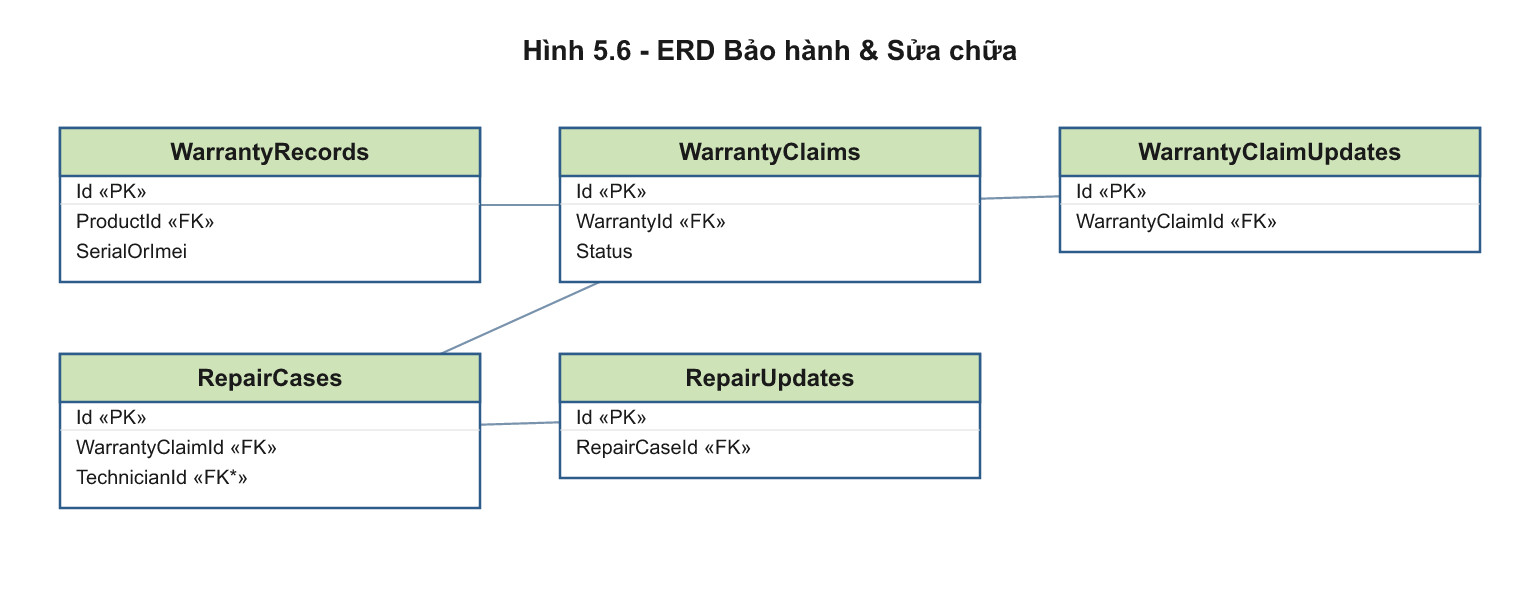 Hình 5.6 - ERD Bảo hành & Sửa chữa
WarrantyRecords
Id «PK»
ProductId «FK»
SerialOrImei
WarrantyClaims
Id «PK»
WarrantyId «FK»
Status
WarrantyClaimUpdates
Id «PK»
WarrantyClaimId «FK»
RepairCases
Id «PK»
WarrantyClaimId «FK»
TechnicianId «FK*»
RepairUpdates
Id «PK»
RepairCaseId «FK»